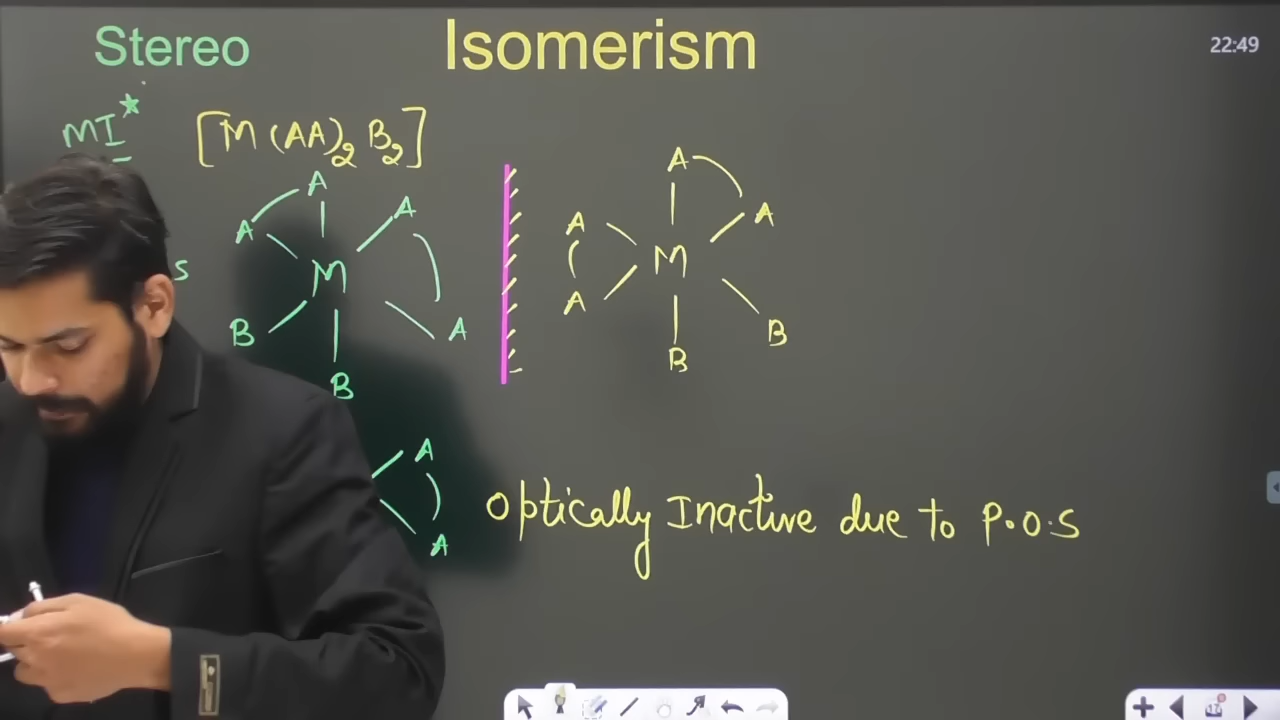 Stereo Isomerism
22:49
MI* [M(AA)₂B₂]
A
A A
M
B A
B
s
A
A A
M
A B
B
A
A
Optically Inactive due to P.O.S